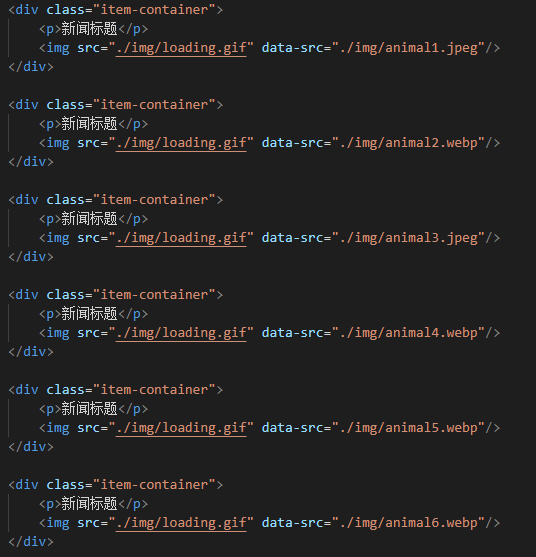 <div class="item-container">
    <p>新闻标题</p>
    <img src="./img/loading.gif" data-src="./img/animal1.jpeg"/>
</div>

<div class="item-container">
    <p>新闻标题</p>
    <img src="./img/loading.gif" data-src="./img/animal2.webp"/>
</div>

<div class="item-container">
    <p>新闻标题</p>
    <img src="./img/loading.gif" data-src="./img/animal3.jpeg"/>
</div>

<div class="item-container">
    <p>新闻标题</p>
    <img src="./img/loading.gif" data-src="./img/animal4.webp"/>
</div>

<div class="item-container">
    <p>新闻标题</p>
    <img src="./img/loading.gif" data-src="./img/animal5.webp"/>
</div>

<div class="item-container">
    <p>新闻标题</p>
    <img src="./img/loading.gif" data-src="./img/animal6.webp"/>
</div>